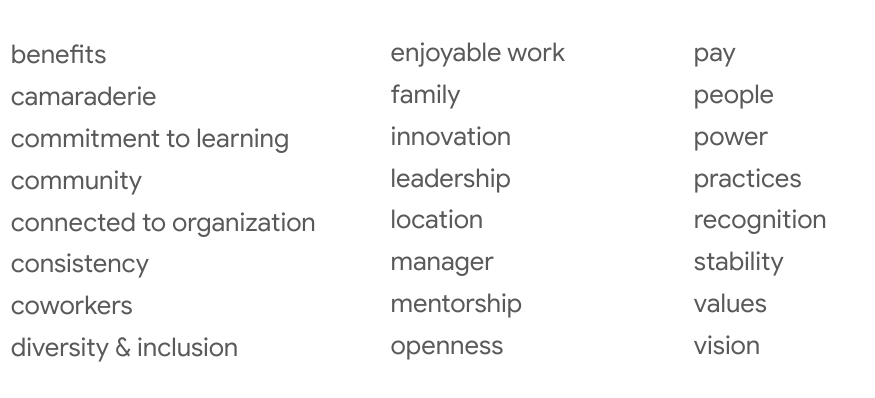 benefits
camaraderie
commitment to learning
community
connected to organization
consistency
coworkers
diversity & inclusion
enjoyable work
family
innovation
leadership
location
manager
mentorship
openness
pay
people
power
practices
recognition
stability
values
vision